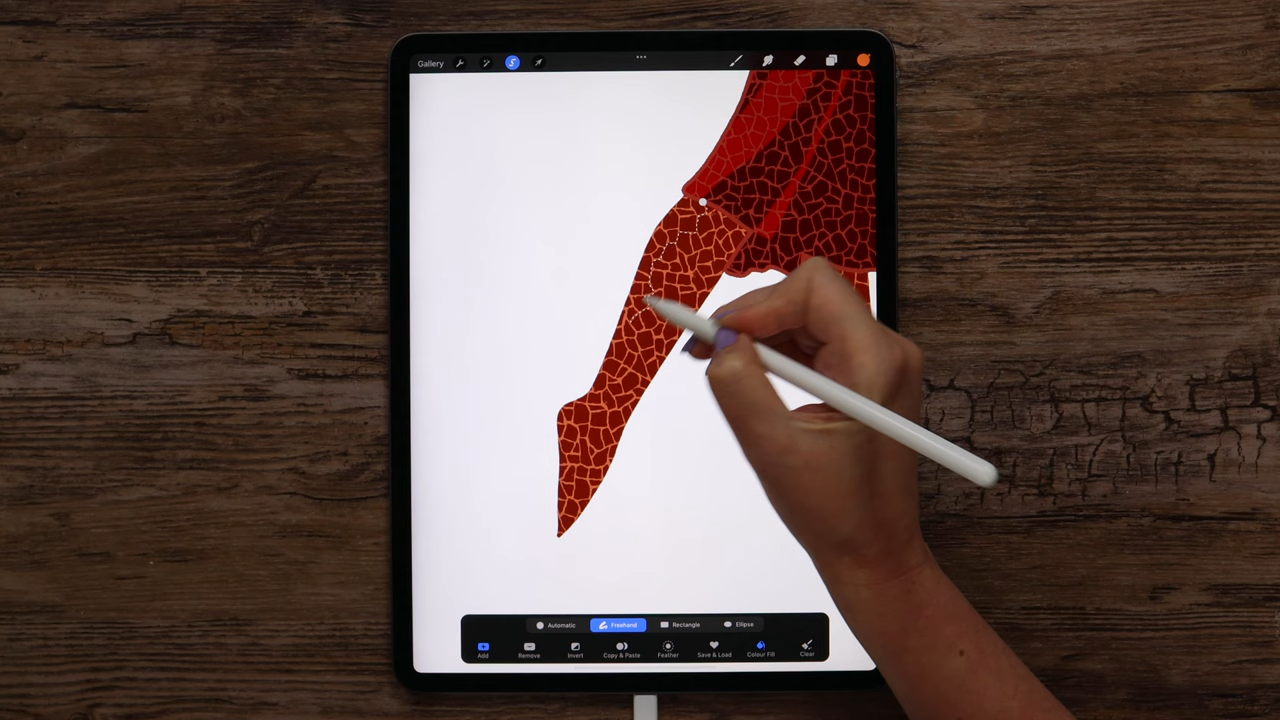 Gallery
Automatic Freehand Rectangle Ellipse
Add Remove Invert Copy & Paste Feather Save & Load Colour Fill Clear